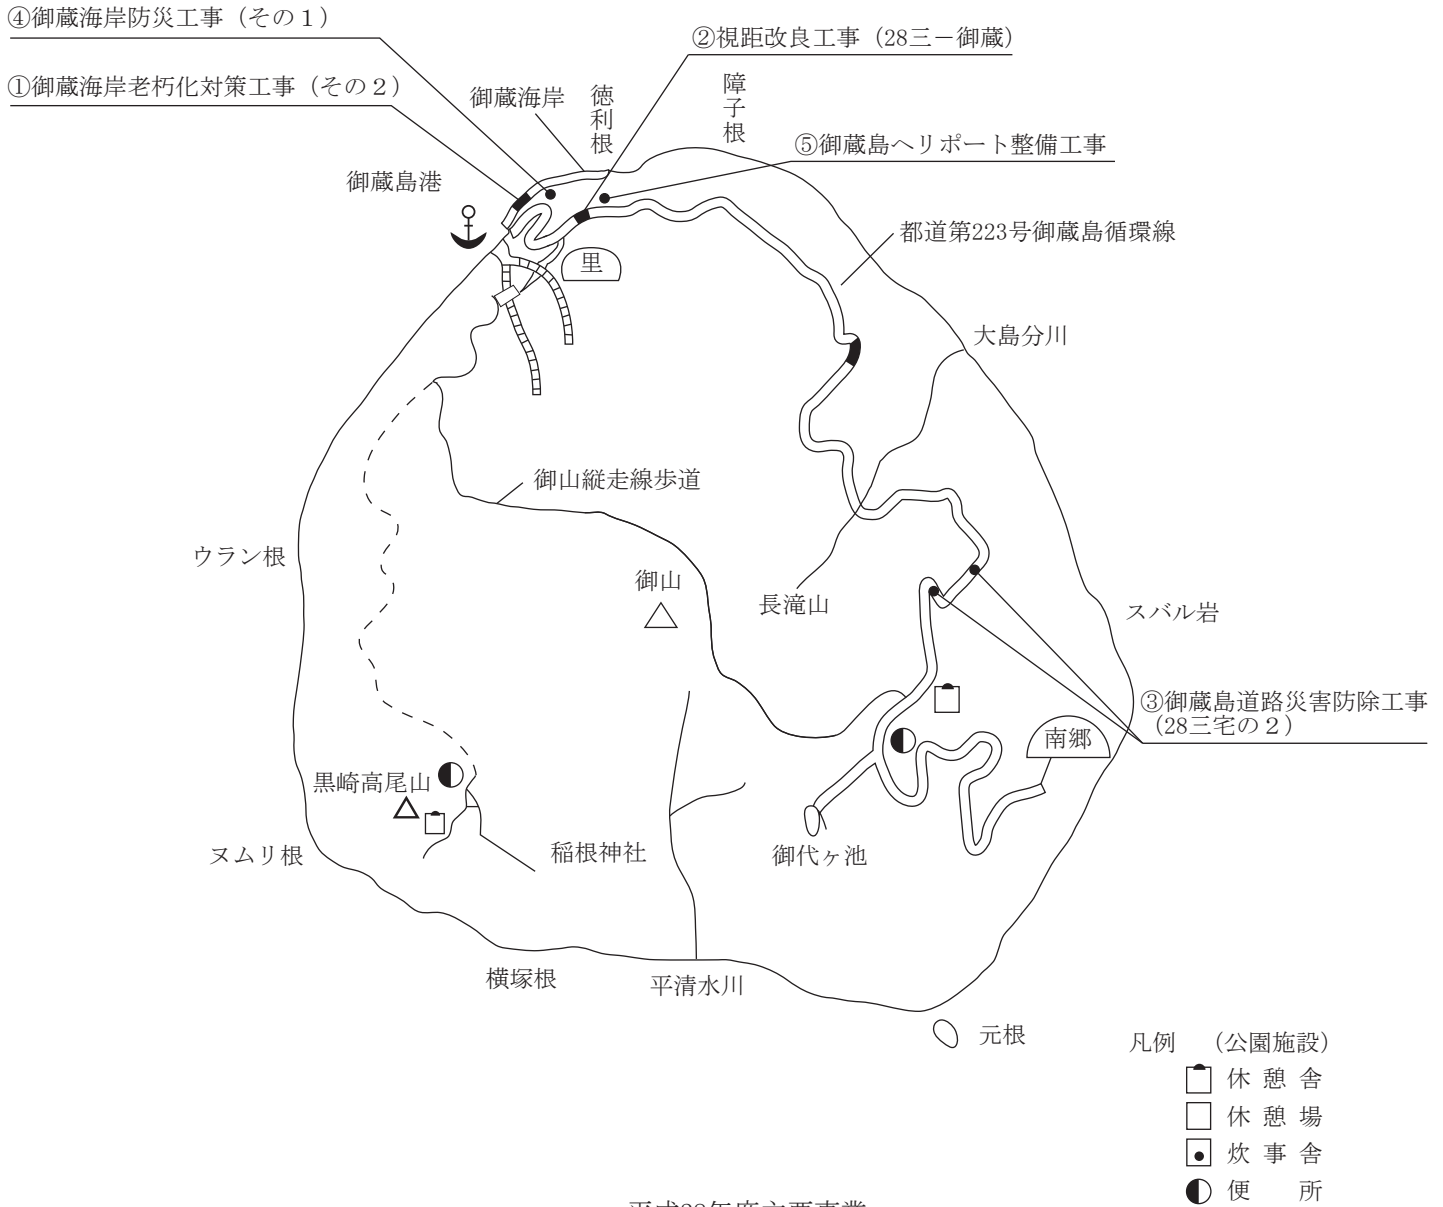 ④御蔵海岸防災工事（その１）
②視距改良工事（28三－御蔵）
①御蔵海岸老朽化対策工事（その２）
御蔵海岸
徳利根
障子根
⑤御蔵島ヘリポート整備工事
御蔵島港
都道第223号御蔵島循環線
里
大島分川
御山縦走線歩道
ウラン根
御山
長滝山
スバル岩
③御蔵島道路災害防除工事
（28三宅の２）
南郷
黒崎高尾山
ヌムリ根
稲根神社
御代ヶ池
横塚根
平清水川
元根
凡例　（公園施設）
休憩舎
休憩場
炊事舎
便　所